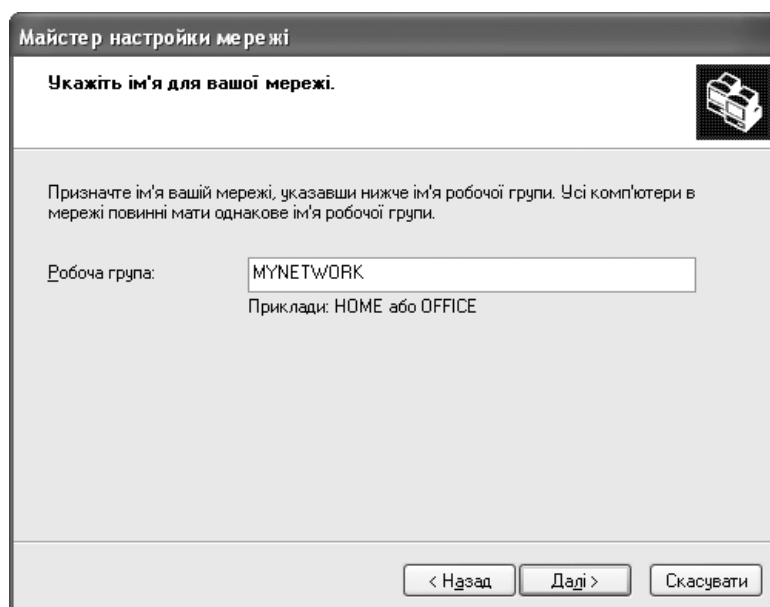 Майстер настройки мережі
Укажіть ім'я для вашої мережі.
Призначте ім'я вашій мережі, указавши нижче ім'я робочої групи. Усі комп'ютери в
мережі повинні мати однакове ім'я робочої групи.
Робоча група: MYNETWORK
Приклади: HOME або OFFICE
< Назад Далі > Скасувати